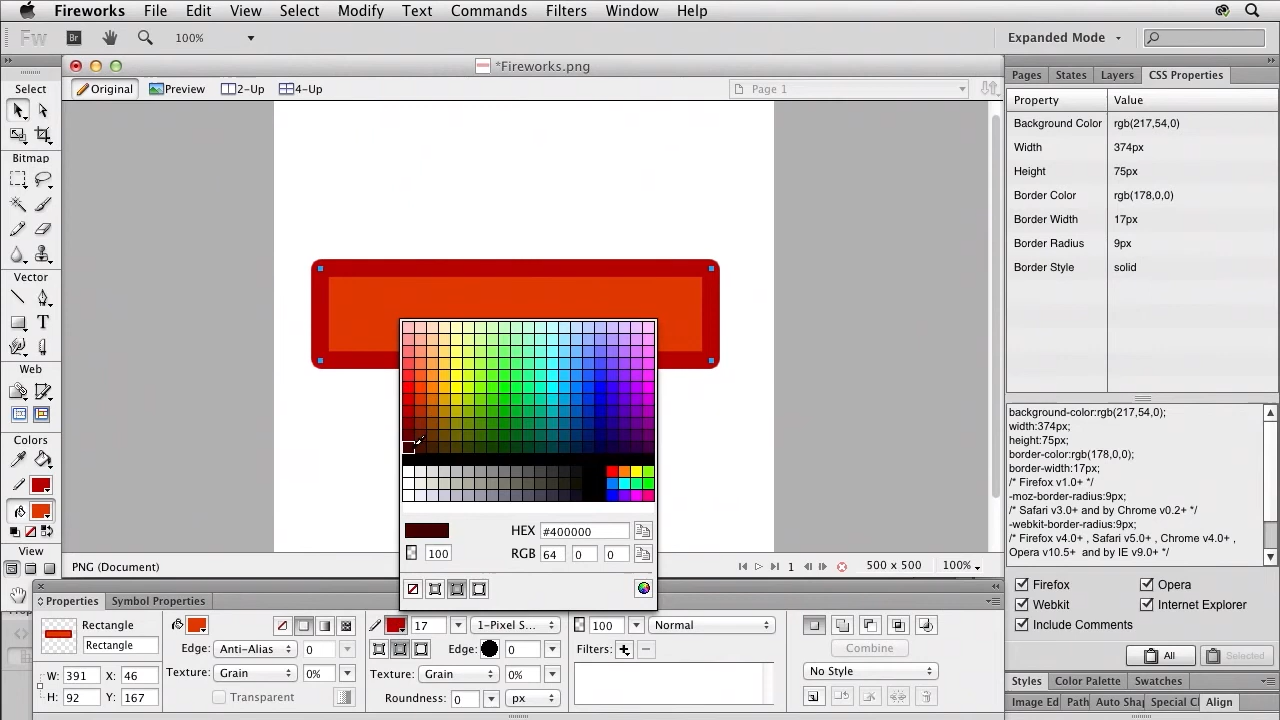 Fireworks File Edit View Select Modify Text Commands Filters Window Help
Fw Br 100% Expanded Mode
*Fireworks.png
Original Preview 2-Up 4-Up Page 1
Pages States Layers CSS Properties
Property Value
Background Color rgb(217,54,0)
Width 374px
Height 75px
Border Color rgb(178,0,0)
Border Width 17px
Border Radius 9px
Border Style solid
Select
Bitmap
Vector
T
Web
Colors
View
background-color:rgb(217,54,0);
width:374px;
height:75px;
border-color:rgb(178,0,0);
border-width:17px;
/* Firefox v1.0+ */
-moz-border-radius:9px;
/* Safari v3.0+ and by Chrome v0.2+ */
-webkit-border-radius:9px;
/* Firefox v4.0+ , Safari v5.0+ , Chrome v4.0+ ,
Opera v10.5+ and by IE v9.0+ */
HEX #400000
100 RGB 64 0 0
PNG (Document) 1 500 x 500 100%
Firefox Opera
Webkit Internet Explorer
Include Comments
All Selected
Properties Symbol Properties
Rectangle 17 1-Pixel S... 100 Normal
Rectangle Edge: Anti-Alias 0 Edge: 0 Filters: Combine
W: 391 X: 46 Texture: Grain 0% Texture: Grain 0% No Style
H: 92 Y: 167 Transparent Roundness: 0 px
Styles Color Palette Swatches
Image Ed Path Auto Sha Special C Align